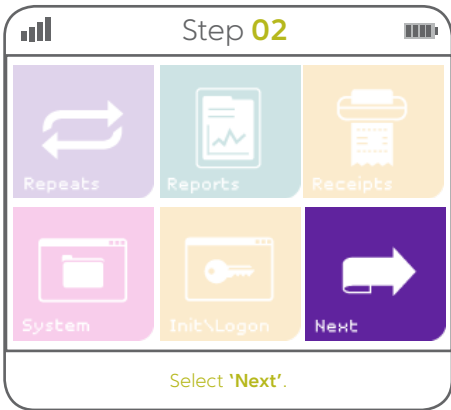 Step 02
Repeats
Reports
Receipts
System
Init\Logon
Next
Select ‘Next’.